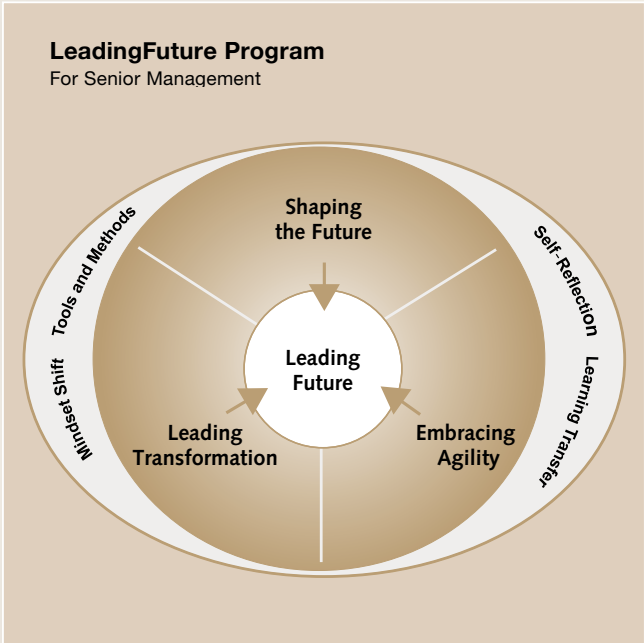 LeadingFuture Program
For Senior Management
Shaping
the Future
Tools and Methods
Mindset Shift
Self-Reflection
Learning Transfer
Leading
Future
Leading
Transformation
Embracing
Agility